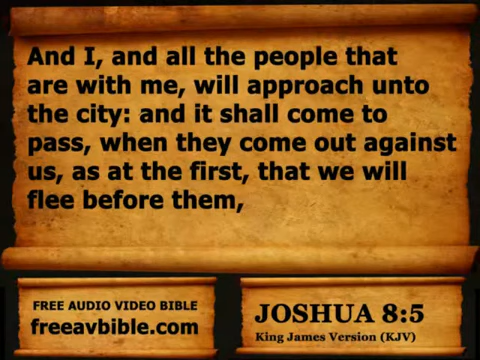 And I, and all the people that
are with me, will approach unto
the city: and it shall come to
pass, when they come out against
us, as at the first, that we will
flee before them,
FREE AUDIO VIDEO BIBLE
freeavbible.com
JOSHUA 8:5
King James Version (KJV)